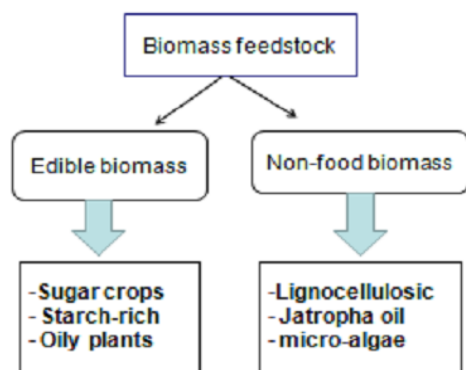 Biomass feedstock
Edible biomass
Non-food biomass
-Sugar crops
- Starch-rich
-Oily plants
-Lignocellulosic
- Jatropha oil
- micro-algae